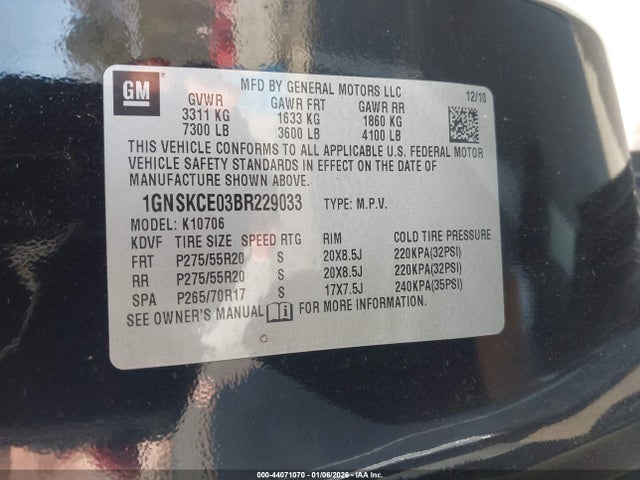 GM
MFD BY GENERAL MOTORS LLC
GVWR GAWR FRT GAWR RR 12/10
3311 KG 1633 KG 1860 KG
7300 LB 3600 LB 4100 LB
THIS VEHICLE CONFORMS TO ALL APPLICABLE U.S. FEDERAL MOTOR
VEHICLE SAFETY STANDARDS IN EFFECT ON THE DATE OF
MANUFACTURE SHOWN ABOVE.
1GNSKCE03BR229033 TYPE: M.P.V.
MODEL: K10706
KDVF TIRE SIZE SPEED RTG RIM COLD TIRE PRESSURE
FRT P275/55R20 S 20X8.5J 220KPA(32PSI)
RR P275/55R20 S 20X8.5J 220KPA(32PSI)
SPA P265/70R17 S 17X7.5J 240KPA(35PSI)
SEE OWNER'S MANUAL i FOR MORE INFORMATION.
000-44071070 - 01/06/2026 - IAA Inc.